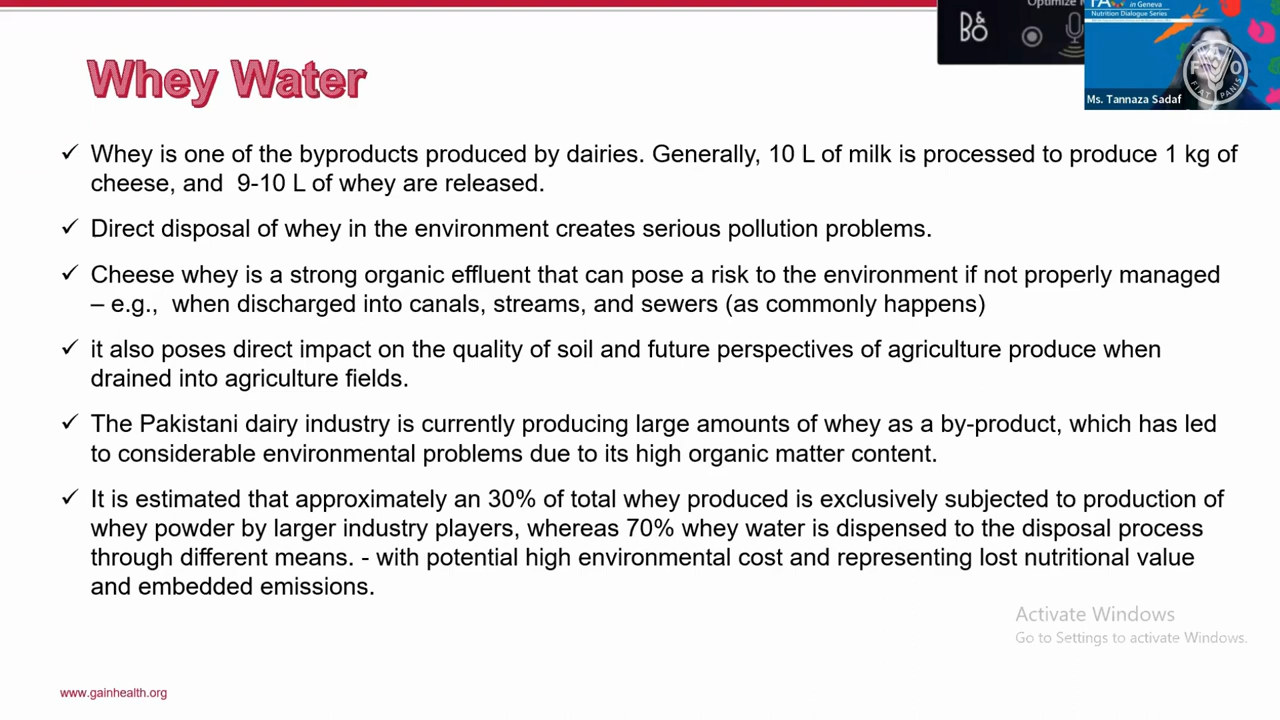 Optimize
B&O
FAO
in Geneva
Nutrition Dialogue Series
F A O
FIAT PANIS
Ms. Tannaza Sadaf
Whey Water
✓ Whey is one of the byproducts produced by dairies. Generally, 10 L of milk is processed to produce 1 kg of
cheese, and 9-10 L of whey are released.
✓ Direct disposal of whey in the environment creates serious pollution problems.
✓ Cheese whey is a strong organic effluent that can pose a risk to the environment if not properly managed
– e.g., when discharged into canals, streams, and sewers (as commonly happens)
✓ it also poses direct impact on the quality of soil and future perspectives of agriculture produce when
drained into agriculture fields.
✓ The Pakistani dairy industry is currently producing large amounts of whey as a by-product, which has led
to considerable environmental problems due to its high organic matter content.
✓ It is estimated that approximately an 30% of total whey produced is exclusively subjected to production of
whey powder by larger industry players, whereas 70% whey water is dispensed to the disposal process
through different means. - with potential high environmental cost and representing lost nutritional value
and embedded emissions.
Activate Windows
Go to Settings to activate Windows.
www.gainhealth.org